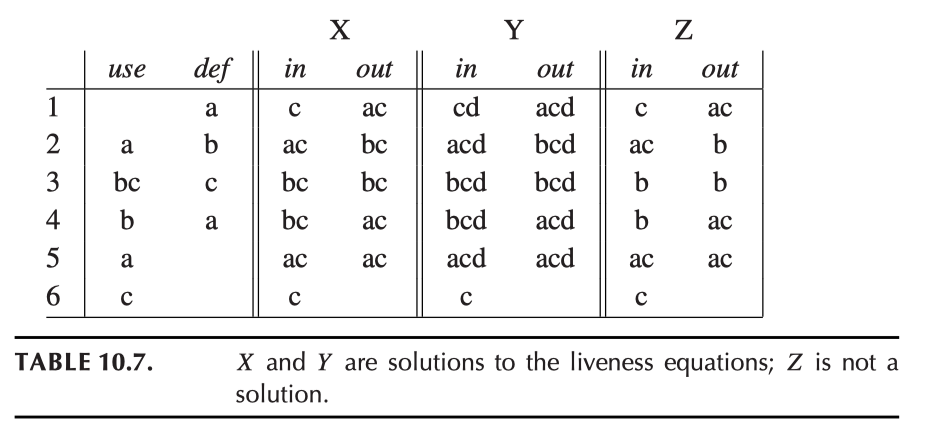 X Y Z
use def in out in out in out
1 a c ac cd acd c ac
2 a b ac bc acd bcd ac b
3 bc c bc bc bcd bcd b b
4 b a bc ac bcd acd b ac
5 a ac ac acd acd ac ac
6 c c c c
TABLE 10.7. X and Y are solutions to the liveness equations; Z is not a
solution.